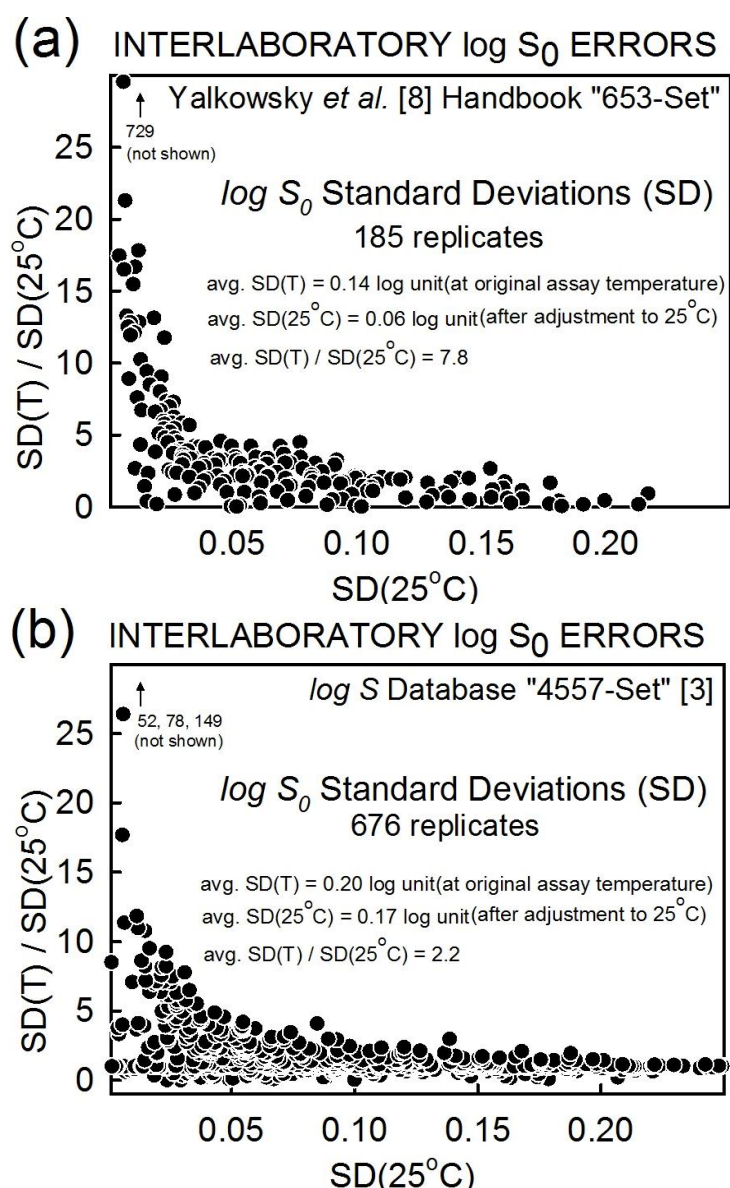 (a) INTERLABORATORY log S0 ERRORS
Yalkowsky et al. [8] Handbook "653-Set"
729
(not shown)
log S0 Standard Deviations (SD)
185 replicates
avg. SD(T) = 0.14 log unit(at original assay temperature)
avg. SD(25°C) = 0.06 log unit(after adjustment to 25°C)
avg. SD(T) / SD(25°C) = 7.8
SD(T) / SD(25°C)
25
20
15
10
5
0
0.05 0.10 0.15 0.20
SD(25°C)
(b) INTERLABORATORY log S0 ERRORS
log S Database "4557-Set" [3]
52, 78, 149
(not shown)
log S0 Standard Deviations (SD)
676 replicates
avg. SD(T) = 0.20 log unit(at original assay temperature)
avg. SD(25°C) = 0.17 log unit(after adjustment to 25°C)
avg. SD(T) / SD(25°C) = 2.2
SD(T) / SD(25°C)
25
20
15
10
5
0
0.05 0.10 0.15 0.20
SD(25°C)